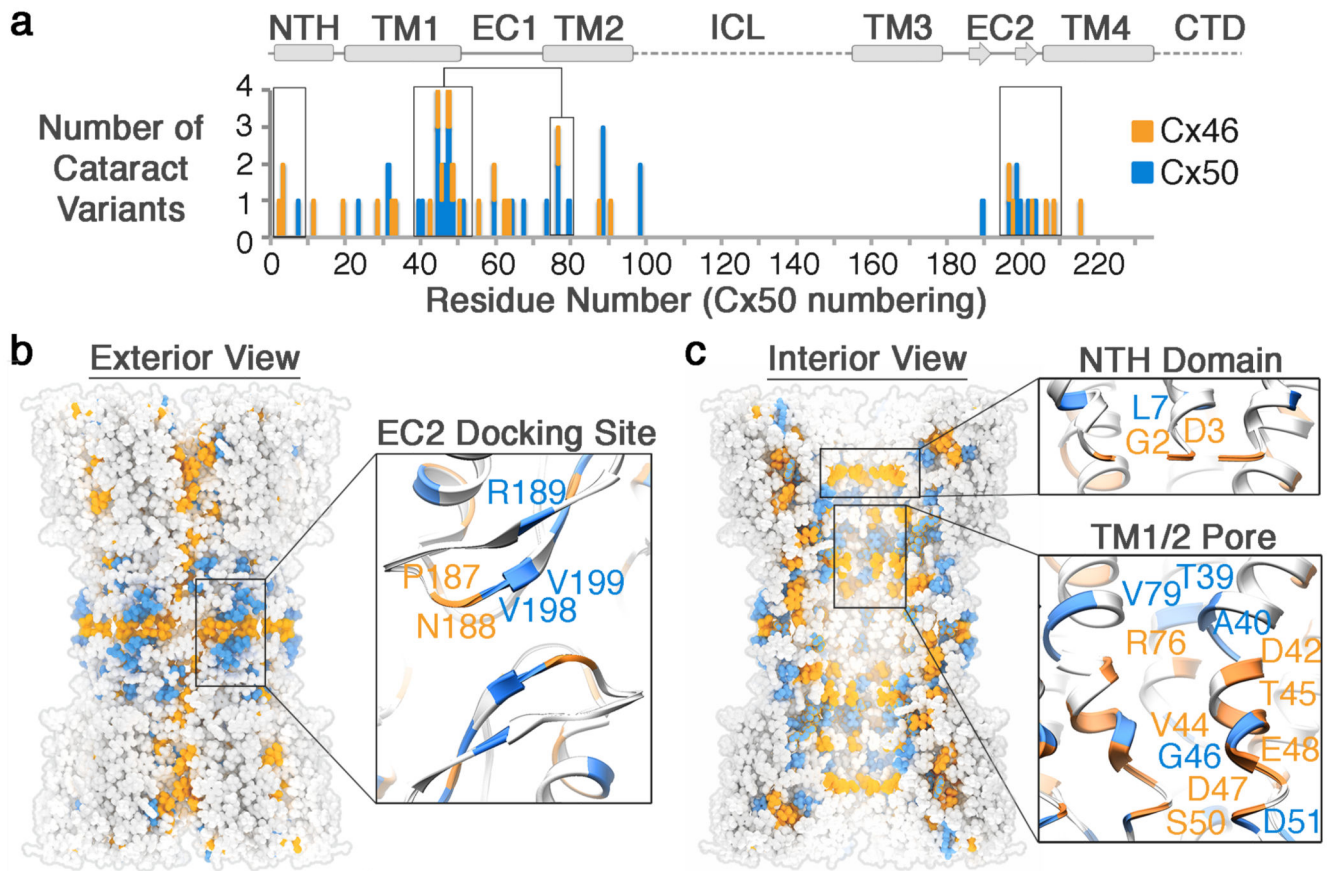 a
NTH TM1 EC1 TM2 ICL TM3 EC2 TM4 CTD
Number of
Cataract
Variants
4
3
2
1
0
Cx46
Cx50
0 20 40 60 80 100 120 140 160 180 200 220
Residue Number (Cx50 numbering)
b
Exterior View
EC2 Docking Site
R189
P187
V199
V198
N188
c
Interior View
NTH Domain
L7
D3
G2
TM1/2 Pore
T39
V79
A40
R76
D42
T45
V44
G46
E48
D47
S50
D51